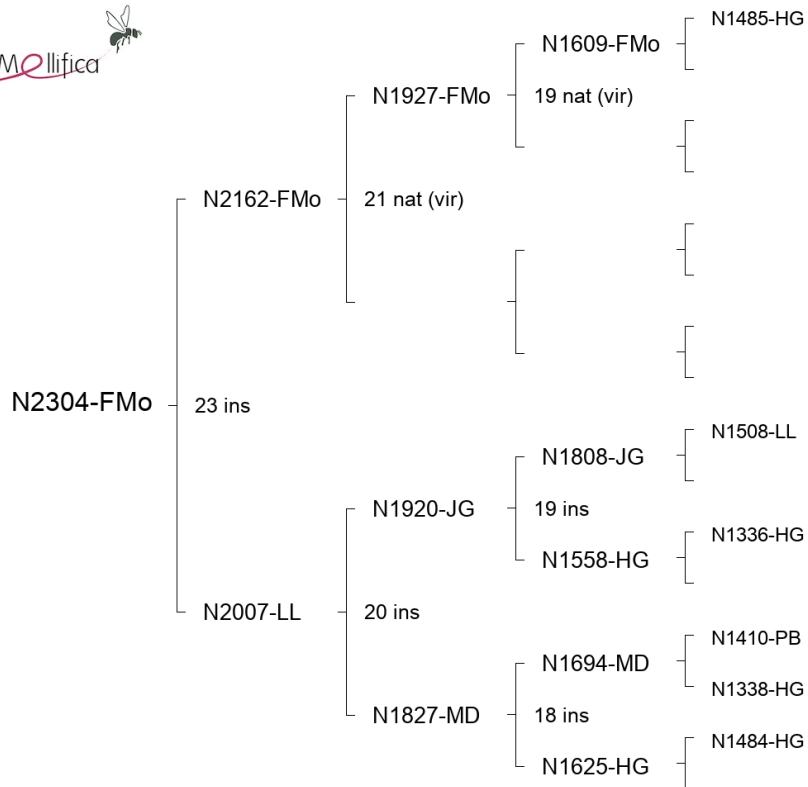 Mellifica
N1485-HG
N1609-FMo
N1927-FMo
19 nat (vir)
N2162-FMo
21 nat (vir)
N2304-FMo
23 ins
N1508-LL
N1808-JG
N1920-JG
19 ins
N1336-HG
N1558-HG
N2007-LL
20 ins
N1410-PB
N1694-MD
N1338-HG
N1827-MD
18 ins
N1484-HG
N1625-HG